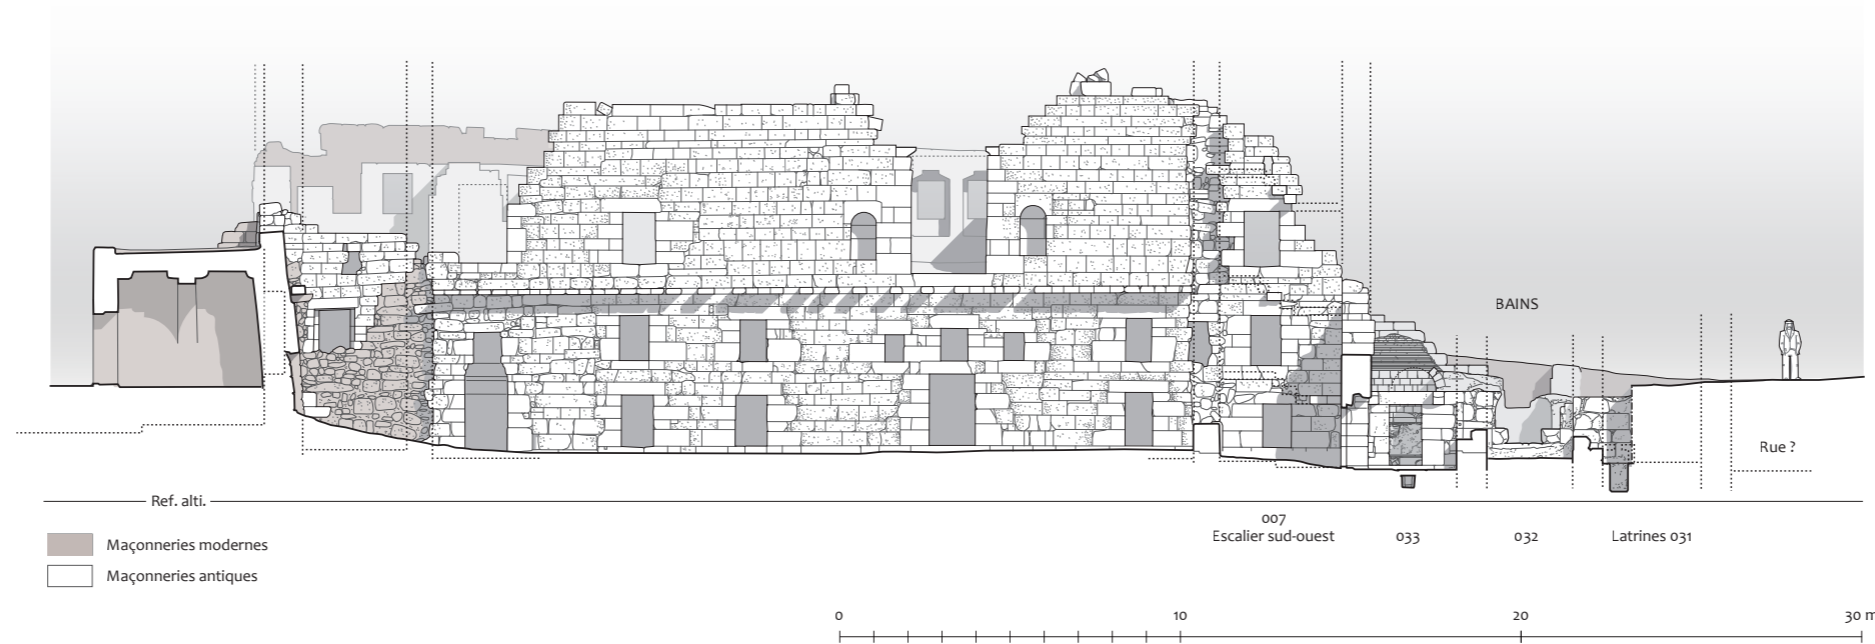 BAINS
Rue ?
Ref. alti.
007
Escalier sud-ouest
033
032
Latrines 031
Maçonneries modernes
Maçonneries antiques
0
10
20
30 m